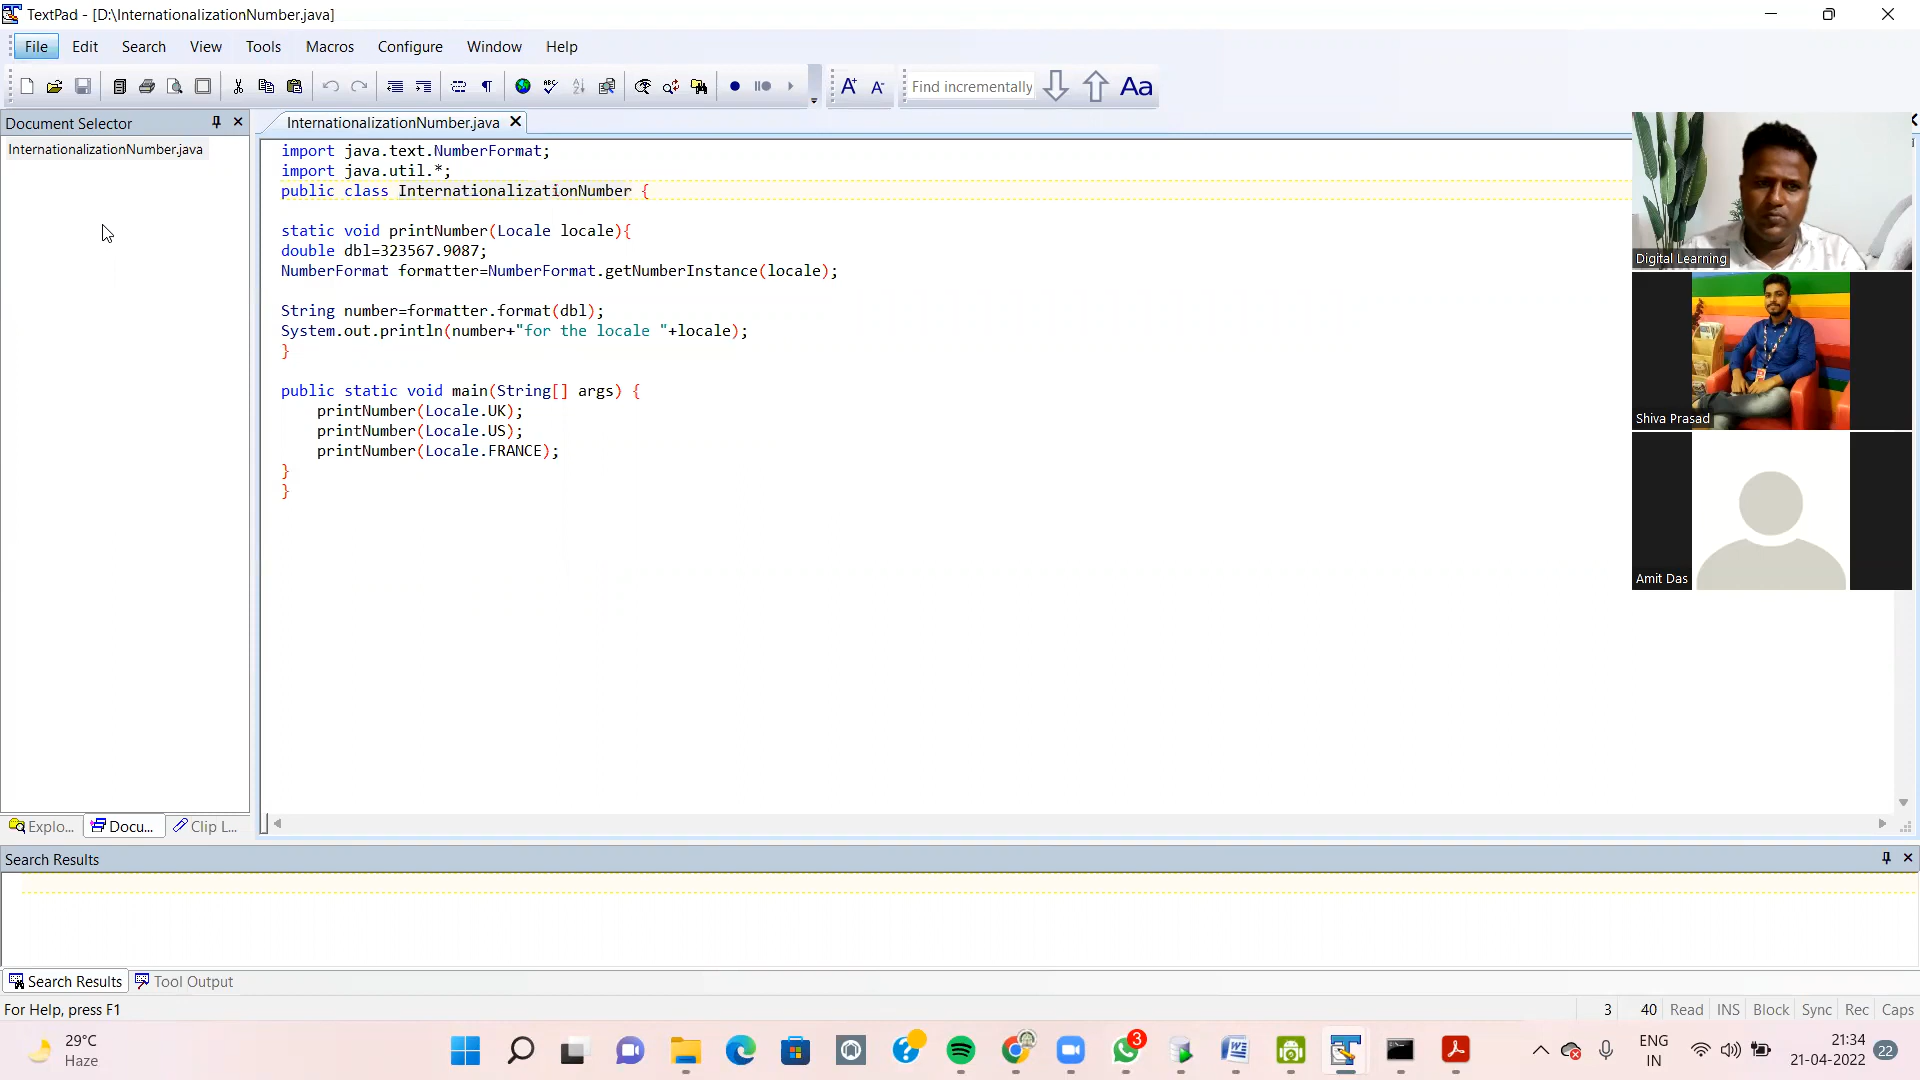 TextPad - [D:\InternationalizationNumber.java]
File Edit Search View Tools Macros Configure Window Help
Find incrementally
Aa
Document Selector
InternationalizationNumber.java
InternationalizationNumber.java
import java.text.NumberFormat;
import java.util.*;
public class InternationalizationNumber {
static void printNumber(Locale locale){
double dbl=323567.9087;
NumberFormat formatter=NumberFormat.getNumberInstance(locale);
String number=formatter.format(dbl);
System.out.println(number+"for the locale "+locale);
}
public static void main(String[] args) {
printNumber(Locale.UK);
printNumber(Locale.US);
printNumber(Locale.FRANCE);
}
}
Digital Learning
Shiva Prasad
Amit Das
Explo... Docu... Clip L...
Search Results
Search Results Tool Output
For Help, press F1
3 40 Read INS Block Sync Rec Caps
29°C
Haze
3
ENG
IN
21:34
21-04-2022
22